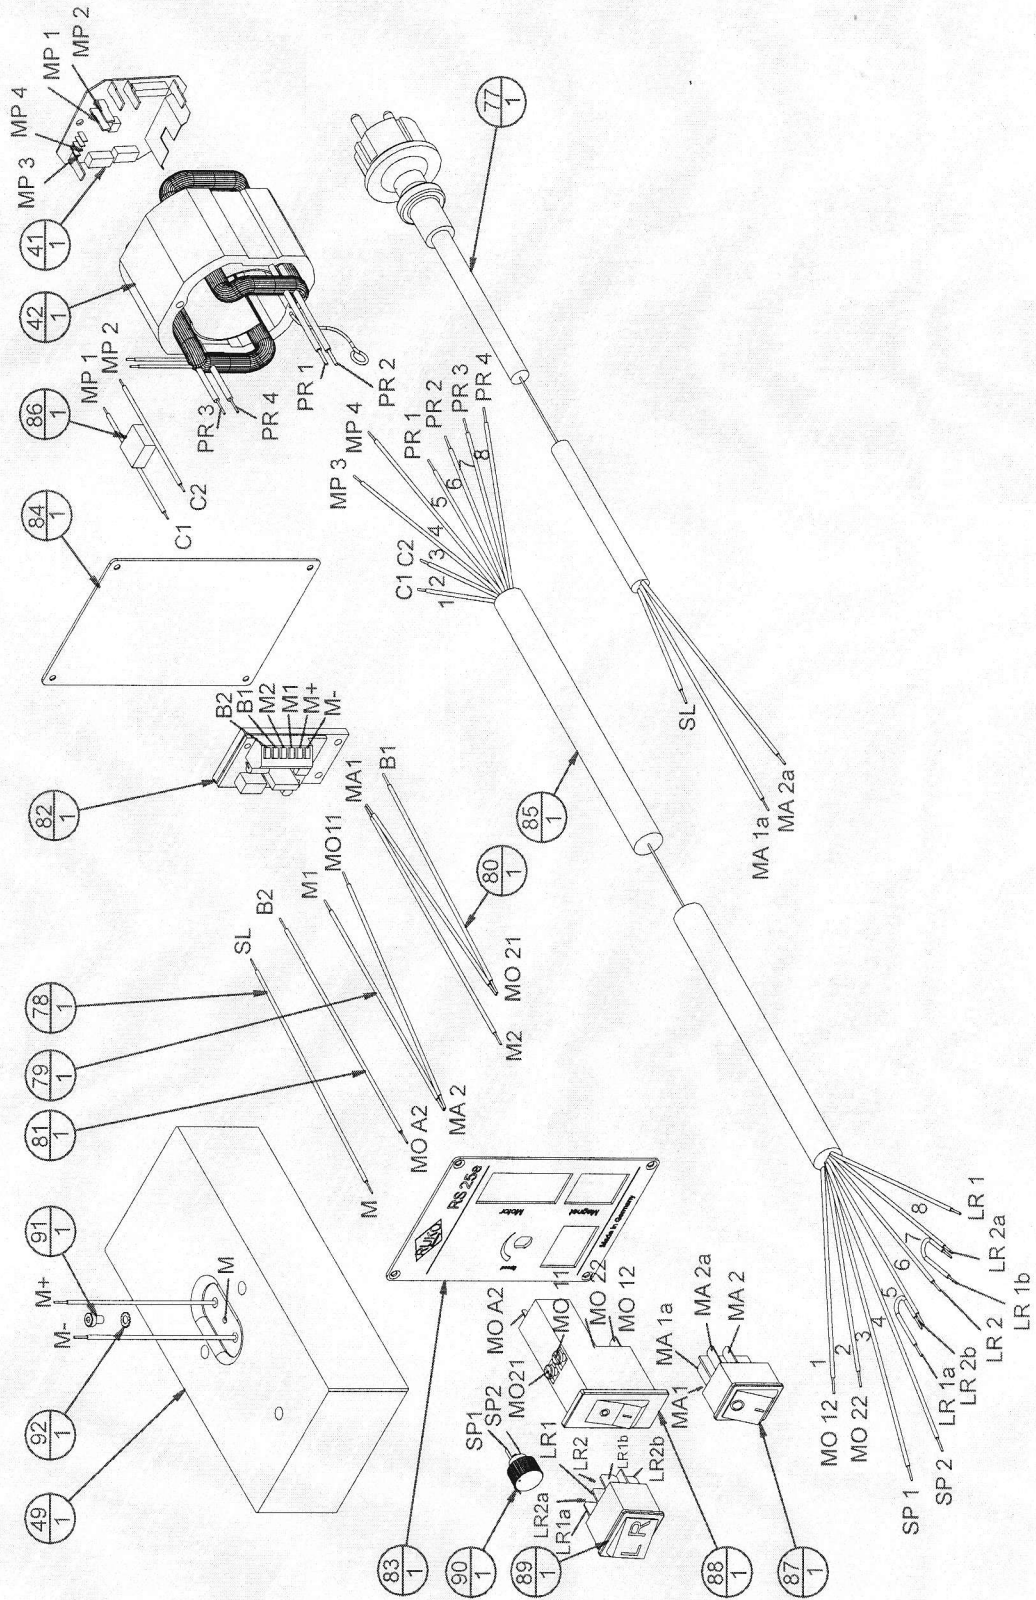 MP 3
MP 4
MP 1
MP 2
41
1
42
1
86
1
MP 1
MP 2
C1
C2
PR 3
PR 4
PR 1
PR 2
84
1
77
1
82
1
B2
B1
M2
M1
M+
M-
C1
C2
MP 3
MP 4
PR 1
PR 2
PR 3
PR 4
1
2
3
4
5
6
7
8
85
1
SL
MA 1a
MA 2a
78
1
79
1
81
1
80
1
SL
M
B2
MO A2
M1
MO11
MA 2
MA1
B1
MO 21
M2
49
1
92
1
91
1
M-
M+
M
83
1
RUKO
RS 25e
Motor
Magnet
Made in Germany
90
1
SP1
SP2
89
1
LR2a
LR1a
LR1
LR2
LR1b
LR2b
L R
88
1
MO A2
MO 11
MO21
MO 22
MO 12
87
1
MA 1a
MA1
MA 2a
MA 2
MO 12
MO 22
SP 1
SP 2
LR 1a
LR 2b
LR 2
LR 1b
LR 2a
LR 1
1
2
3
4
5
6
7
8